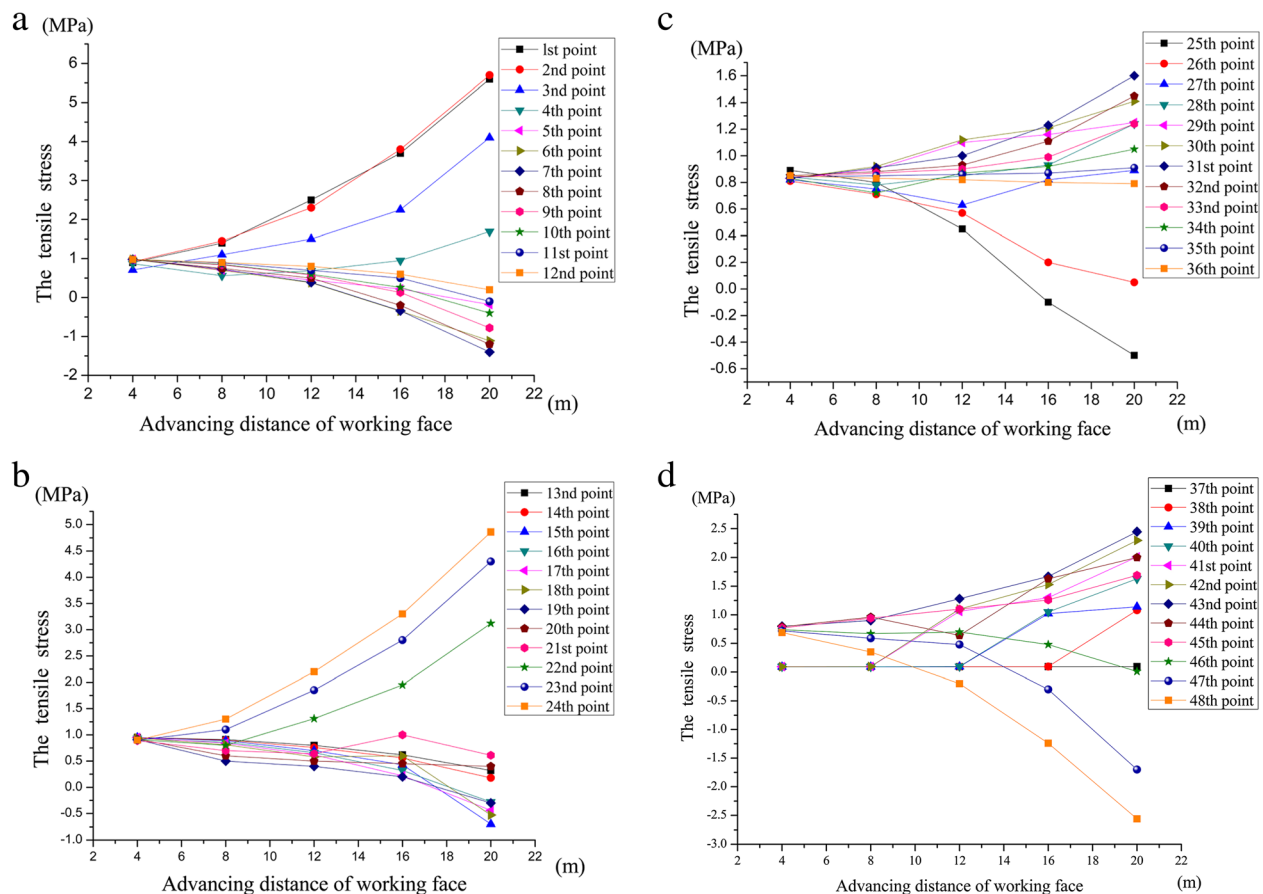 a
(MPa)
The tensile stress
6
5
4
3
2
1
0
-1
-2
2 4 6 8 10 12 14 16 18 20 22
(m)
Advancing distance of working face
1st point
2nd point
3nd point
4th point
5th point
6th point
7th point
8th point
9th point
10th point
11st point
12nd point
c
(MPa)
The tensile stress
1.6
1.4
1.2
1.0
0.8
0.6
0.4
0.2
0.0
-0.2
-0.4
-0.6
2 4 6 8 10 12 14 16 18 20 22
(m)
Advancing distance of working face
25th point
26th point
27th point
28th point
29th point
30th point
31st point
32nd point
33nd point
34th point
35th point
36th point
b
(MPa)
The tensile stress
5.0
4.5
4.0
3.5
3.0
2.5
2.0
1.5
1.0
0.5
0.0
-0.5
-1.0
2 4 6 8 10 12 14 16 18 20 22
(m)
Advancing distance of working face
13nd point
14th point
15th point
16th point
17th point
18th point
19th point
20th point
21st point
22nd point
23nd point
24th point
d
(MPa)
The tensile stress
2.5
2.0
1.5
1.0
0.5
0.0
-0.5
-1.0
-1.5
-2.0
-2.5
-3.0
2 4 6 8 10 12 14 16 18 20 22
(m)
Advancing distance of working face
37th point
38th point
39th point
40th point
41st point
42nd point
43nd point
44th point
45th point
46th point
47th point
48th point